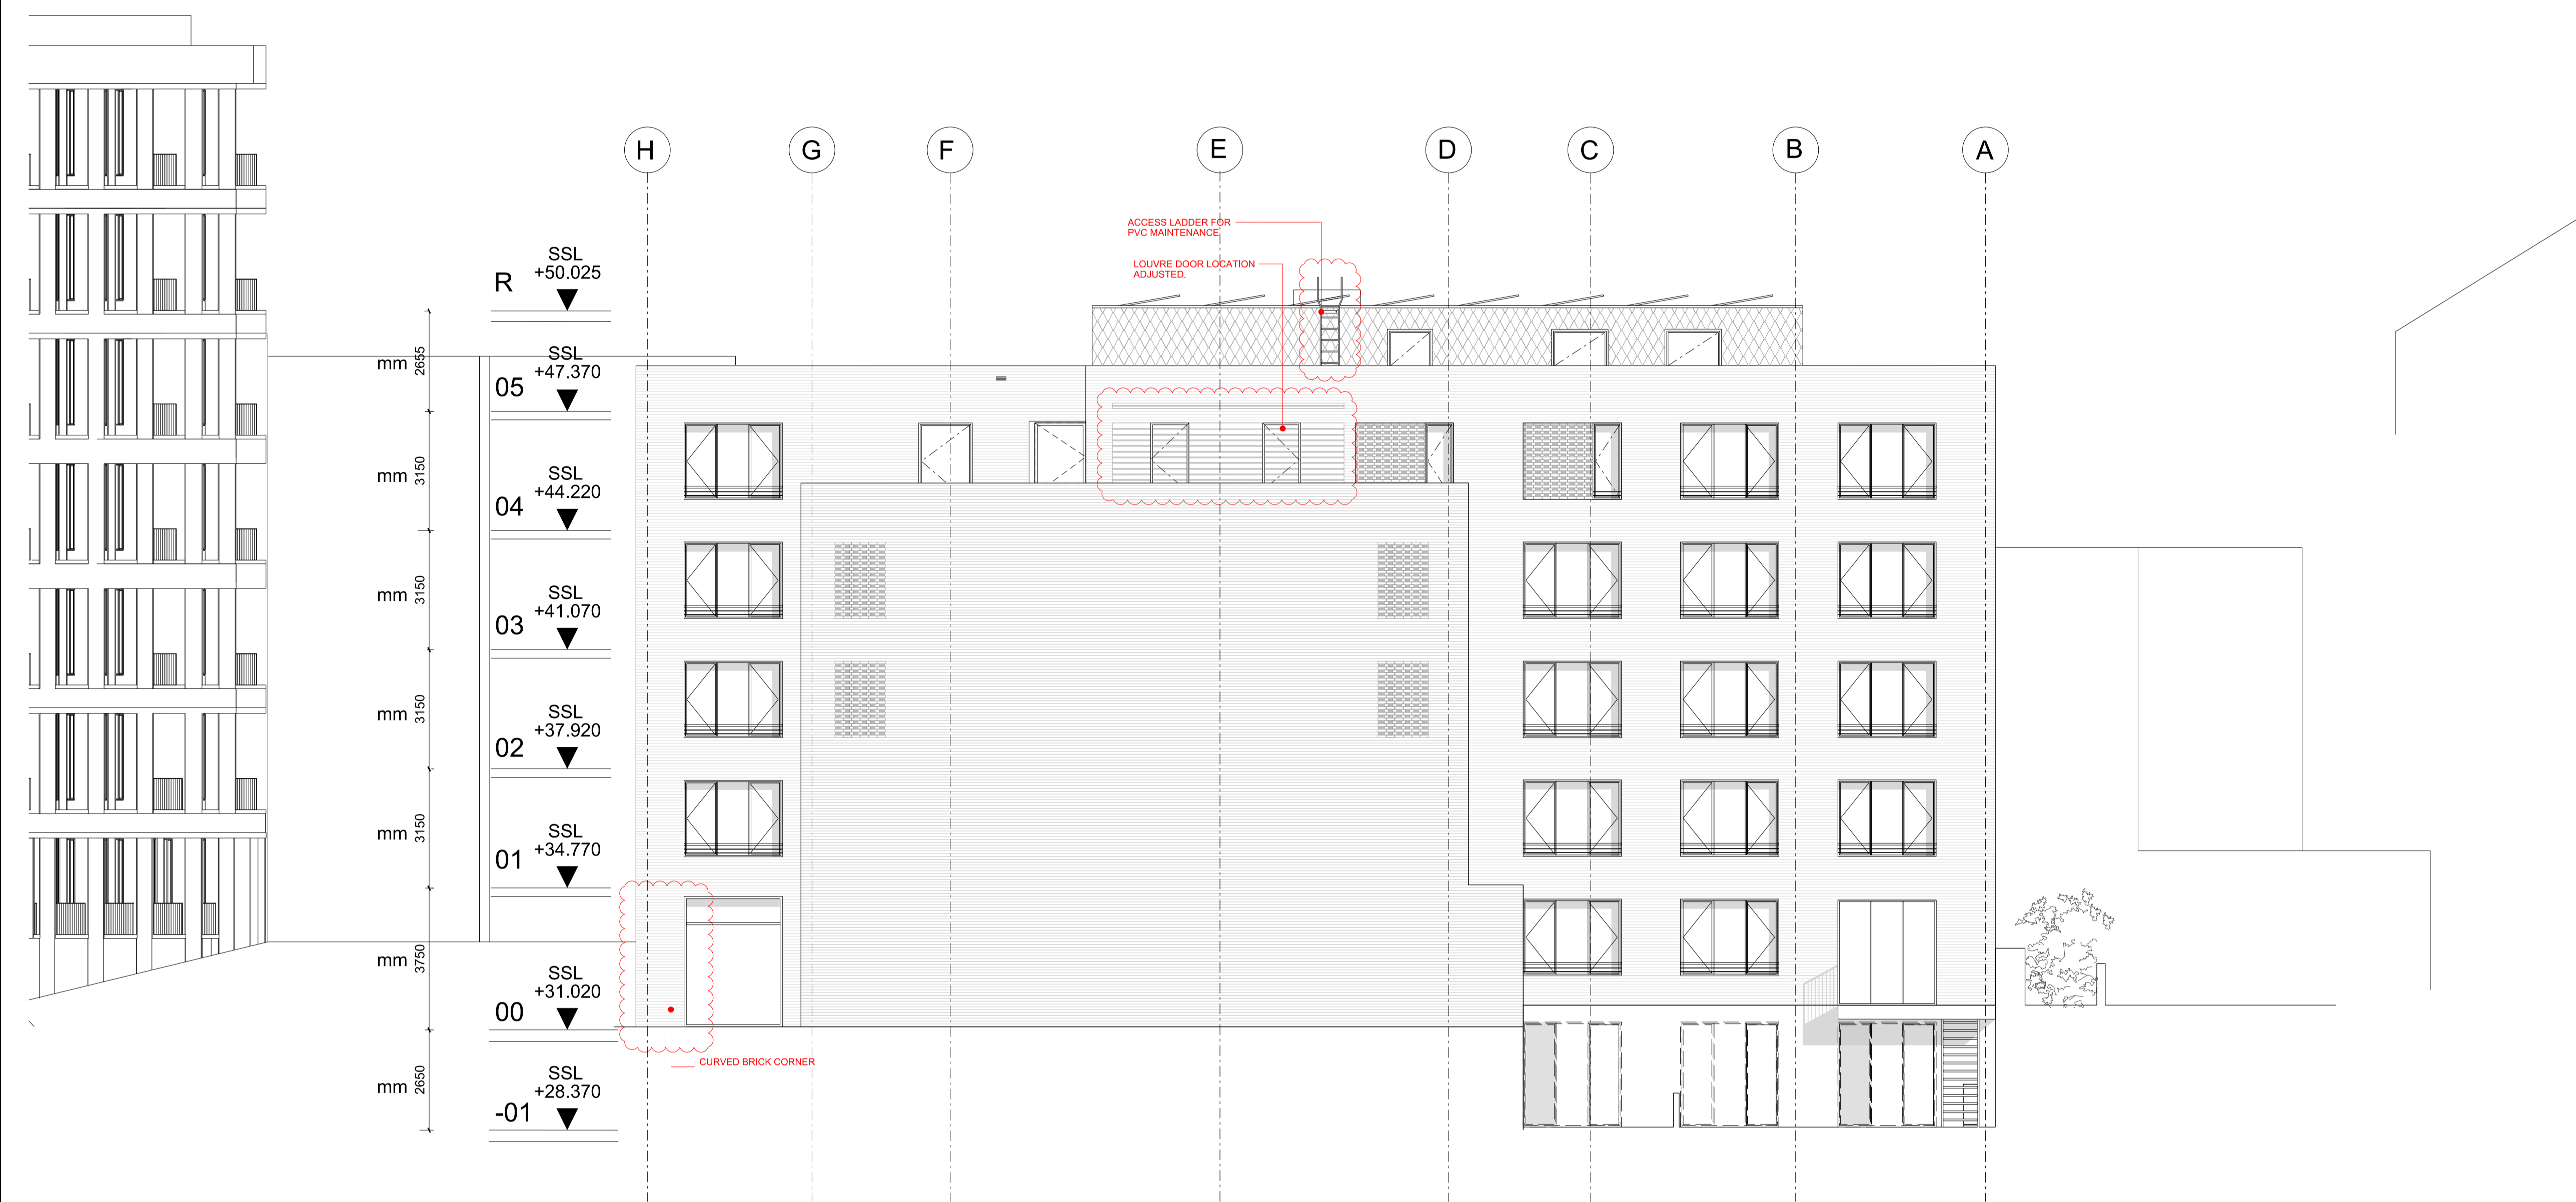 H G F E D C B A
ACCESS LADDER FOR
PVC MAINTENANCE
LOUVRE DOOR LOCATION
ADJUSTED.
R SSL
+50.025
mm 2655
05 SSL
+47.370
mm 3150
04 SSL
+44.220
mm 3150
03 SSL
+41.070
mm 3150
02 SSL
+37.920
mm 3150
01 SSL
+34.770
mm 3750
00 SSL
+31.020
CURVED BRICK CORNER
mm 2650
-01 SSL
+28.370